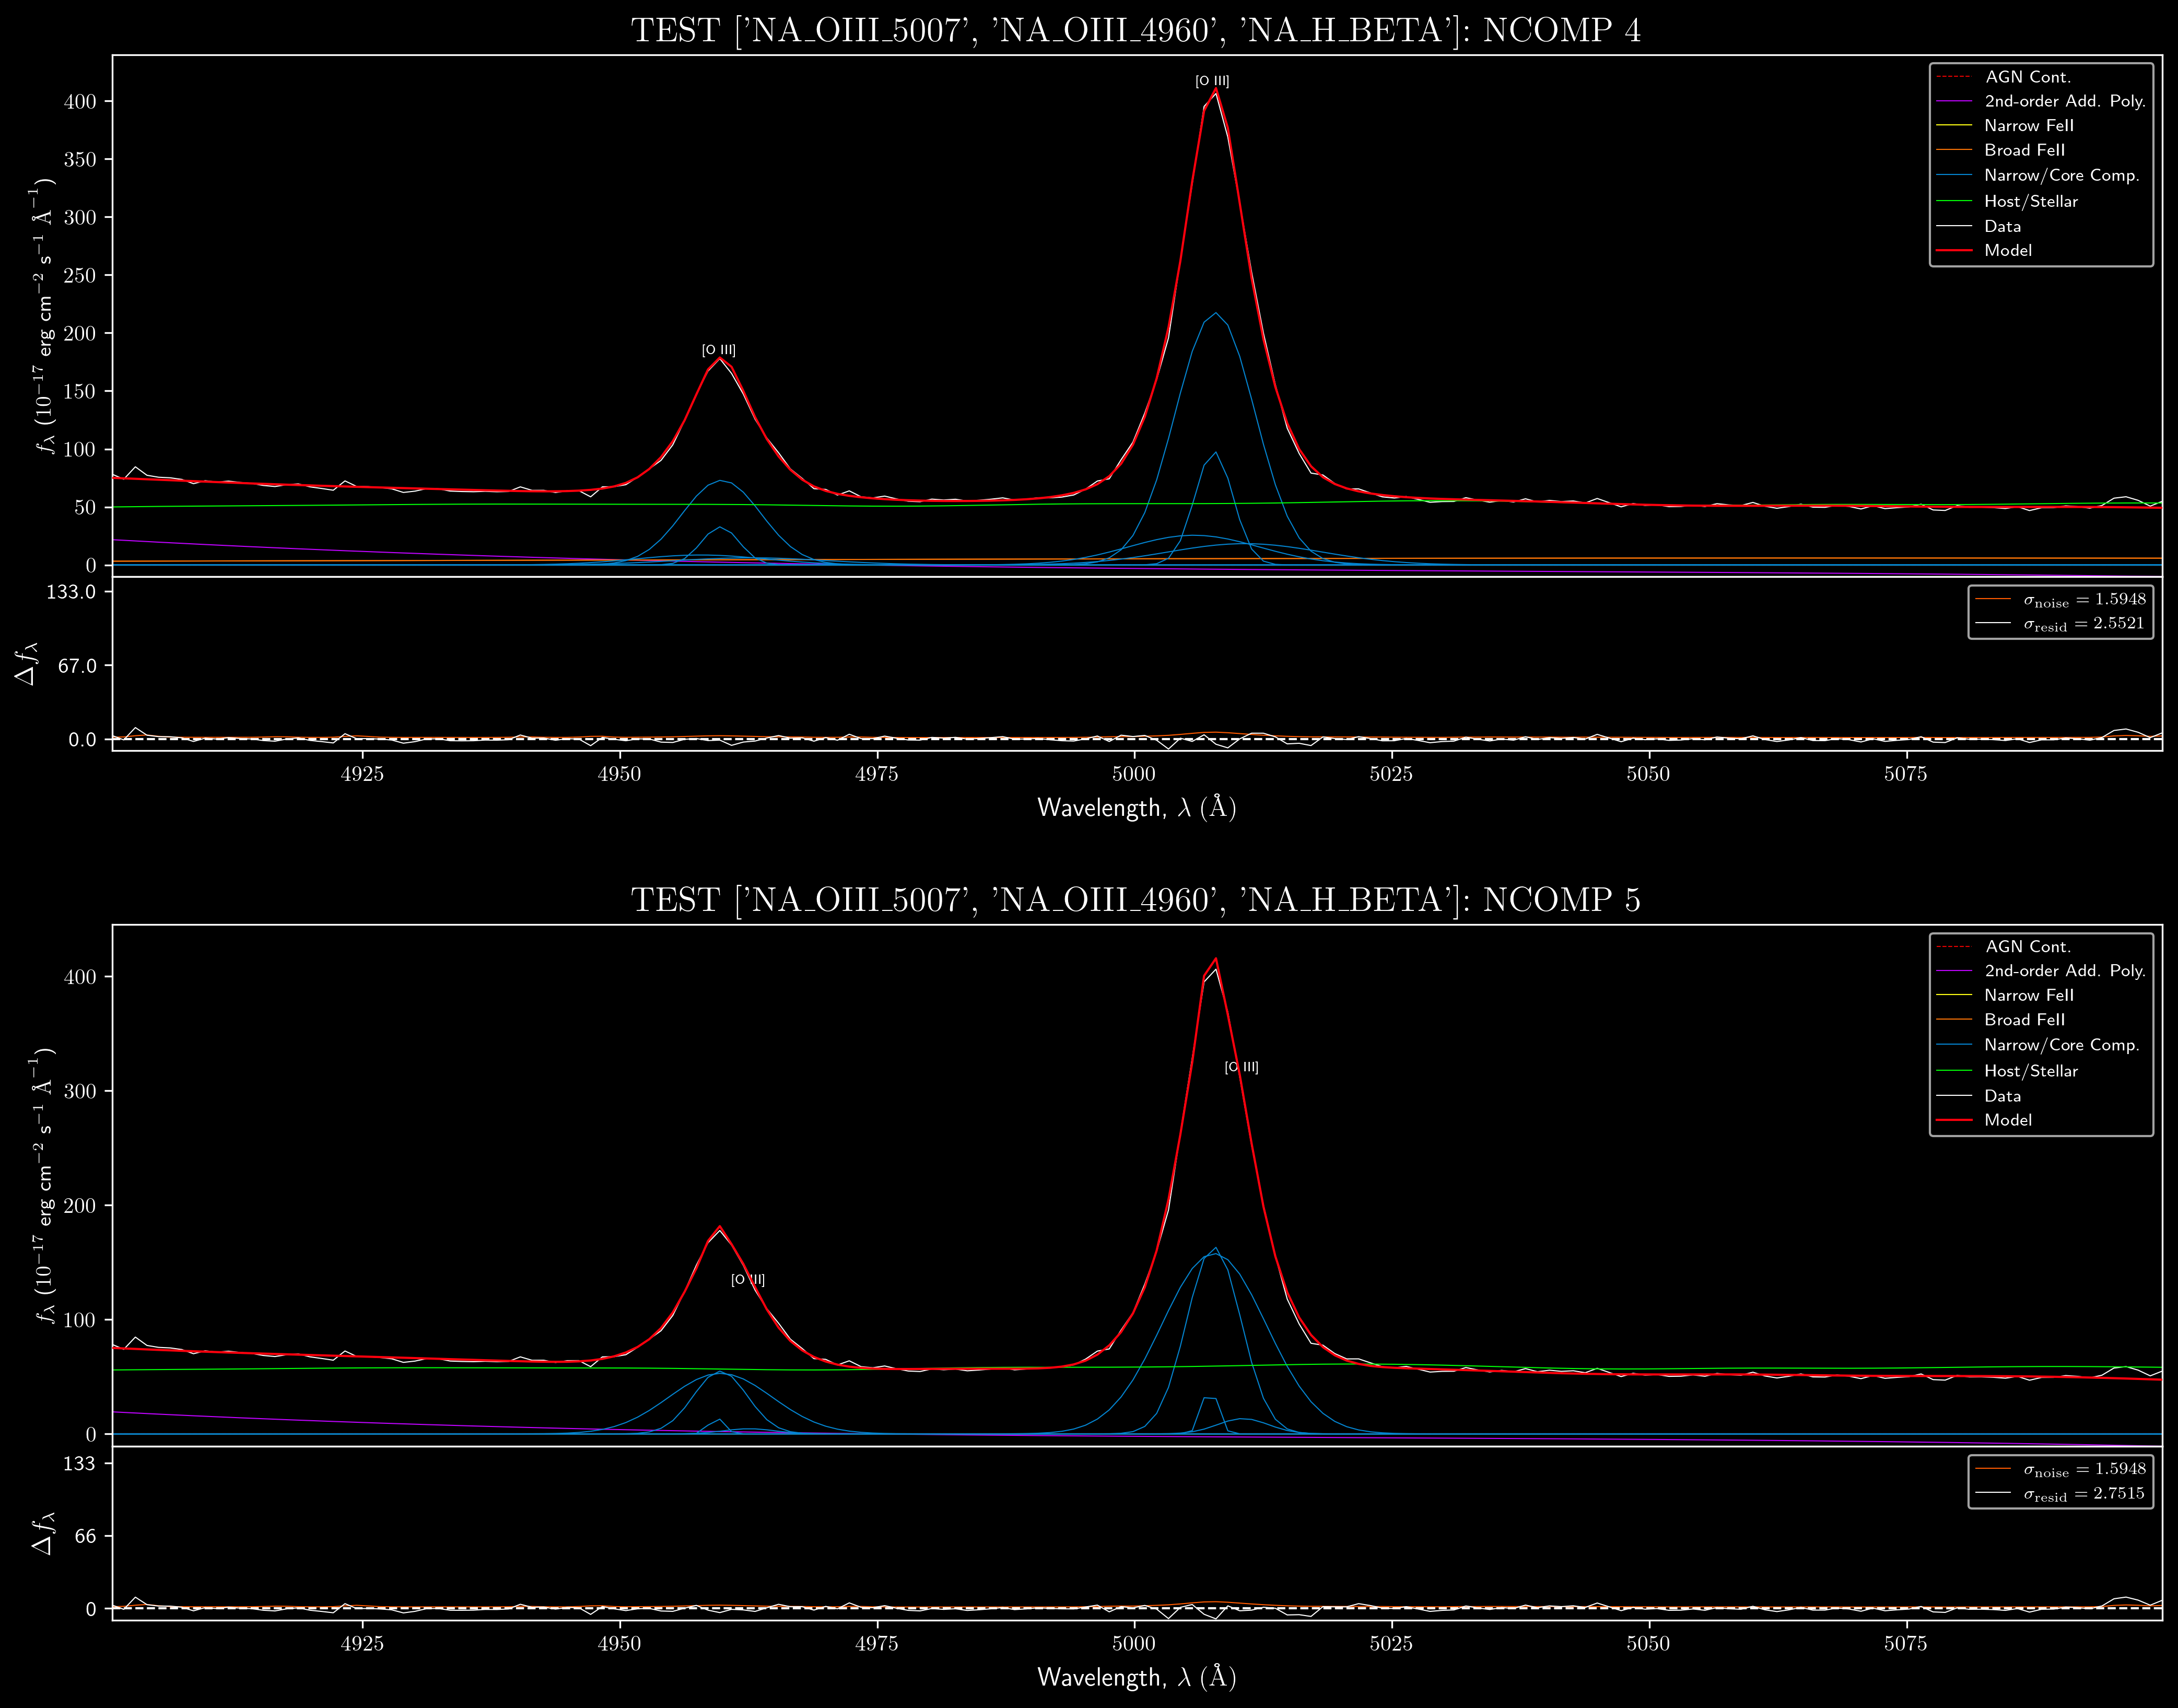 TEST ['NA_OIII_5007', 'NA_OIII_4960', 'NA_H_BETA']: NCOMP 4
[O III]
[O III]
AGN Cont.
2nd-order Add. Poly.
Narrow FeII
Broad FeII
Narrow/Core Comp.
Host/Stellar
Data
Model
400
350
300
250
200
150
100
50
0
f_λ (10⁻¹⁷ erg cm⁻² s⁻¹ Å⁻¹)
133.0
67.0
0.0
Δf_λ
σ_noise = 1.5948
σ_resid = 2.5521
4925 4950 4975 5000 5025 5050 5075
Wavelength, λ (Å)
TEST ['NA_OIII_5007', 'NA_OIII_4960', 'NA_H_BETA']: NCOMP 5
[O III]
[O III]
AGN Cont.
2nd-order Add. Poly.
Narrow FeII
Broad FeII
Narrow/Core Comp.
Host/Stellar
Data
Model
400
300
200
100
0
f_λ (10⁻¹⁷ erg cm⁻² s⁻¹ Å⁻¹)
133
66
0
Δf_λ
σ_noise = 1.5948
σ_resid = 2.7515
4925 4950 4975 5000 5025 5050 5075
Wavelength, λ (Å)